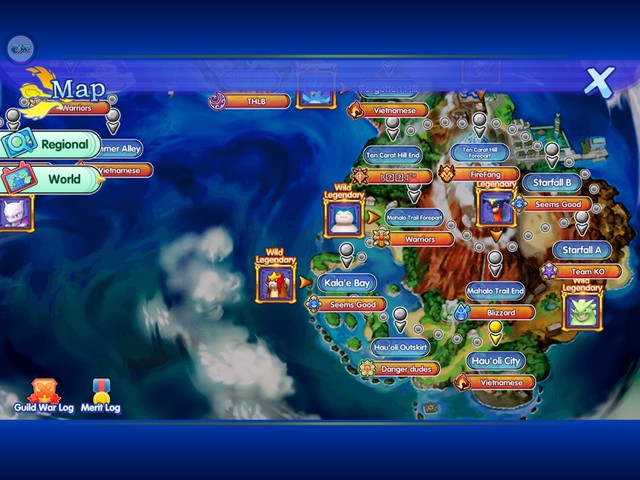 Map
Warriors
THLB
Vietnamese
Regional
mmer Alley
Vietnamese
World
Ten Carat Hill End
Ten Carat Hill
Forepart
FireFang
Wild
Legendary
Legendary
Starfall B
Seems Good
Mahalo Trail Forepart
Warriors
Starfall A
Team KO
Wild
Legendary
Kala'e Bay
Seems Good
Mahalo Trail End
Blizzard
Wild
Legendary
Hau'oli Outskirt
Danger dudes
Hau'oli City
Vietnamese
Guild War Log
Merit Log